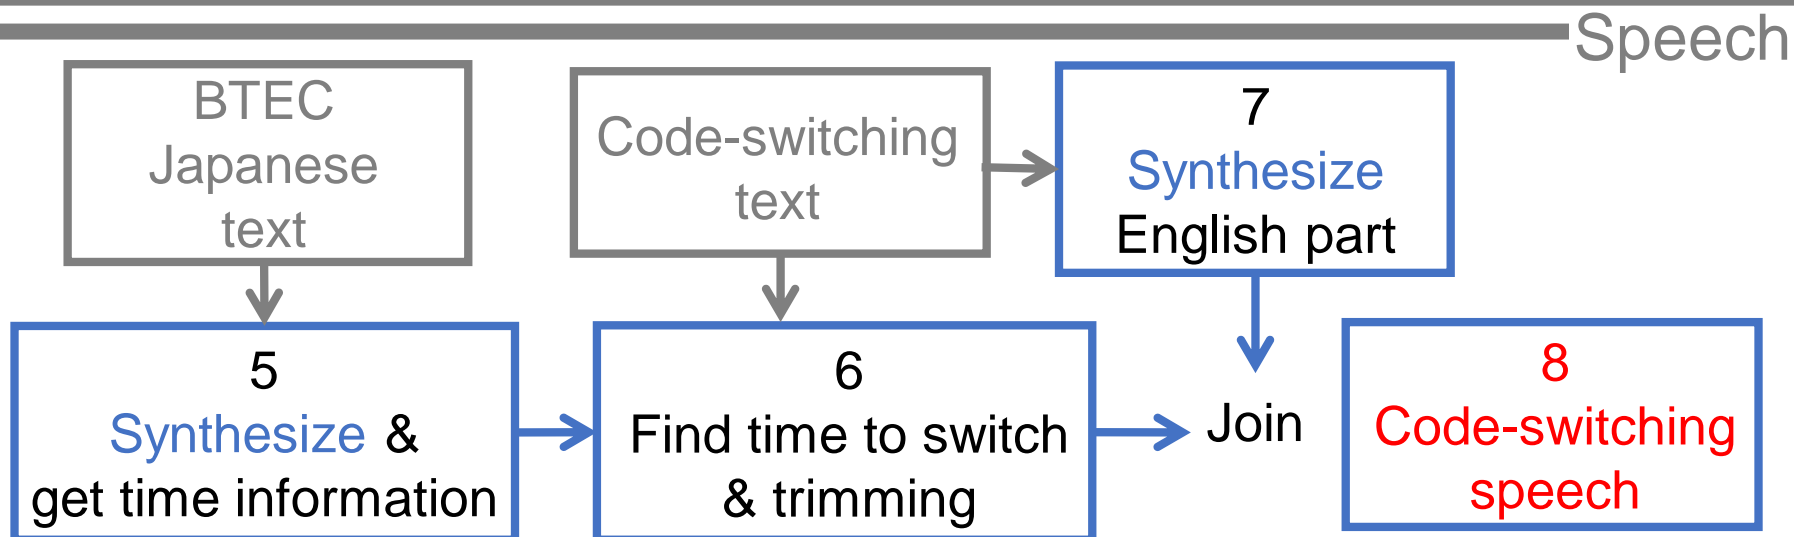 Speech
BTEC
Japanese
text
Code-switching
text
7
Synthesize
English part
5
Synthesize &
get time information
6
Find time to switch
& trimming
Join
8
Code-switching
speech